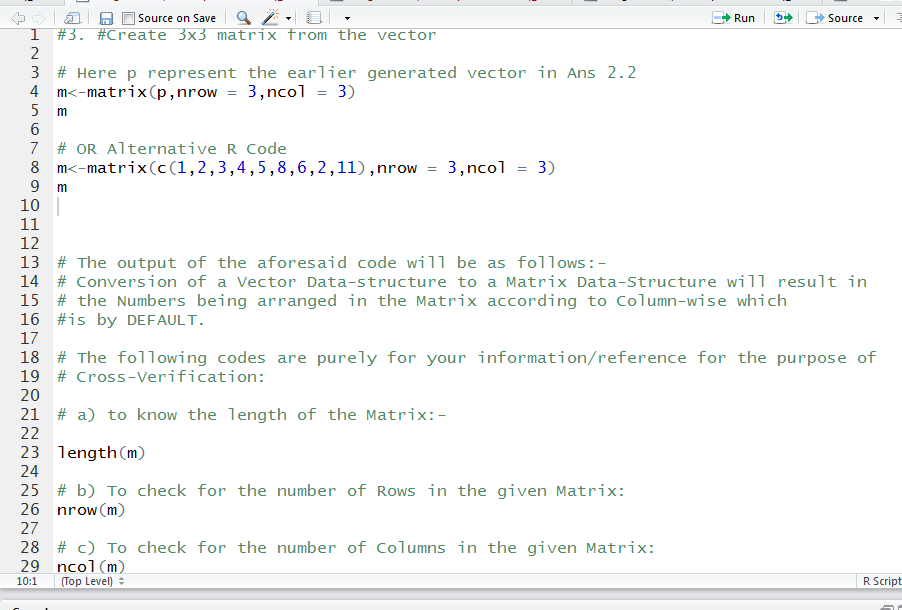 Source on Save Run Source
1 #3. #Create 3x3 matrix from the vector
2
3 # Here p represent the earlier generated vector in Ans 2.2
4 m<-matrix(p,nrow = 3,ncol = 3)
5 m
6
7 # OR Alternative R Code
8 m<-matrix(c(1,2,3,4,5,8,6,2,11),nrow = 3,ncol = 3)
9 m
10
11
12
13 # The output of the aforesaid code will be as follows:-
14 # Conversion of a Vector Data-structure to a Matrix Data-Structure will result in
15 # the Numbers being arranged in the Matrix according to Column-wise which
16 #is by DEFAULT.
17
18 # The following codes are purely for your information/reference for the purpose of
19 # Cross-Verification:
20
21 # a) to know the length of the Matrix:-
22
23 length(m)
24
25 # b) To check for the number of Rows in the given Matrix:
26 nrow(m)
27
28 # c) To check for the number of Columns in the given Matrix:
29 ncol(m)
10:1 (Top Level) R Script